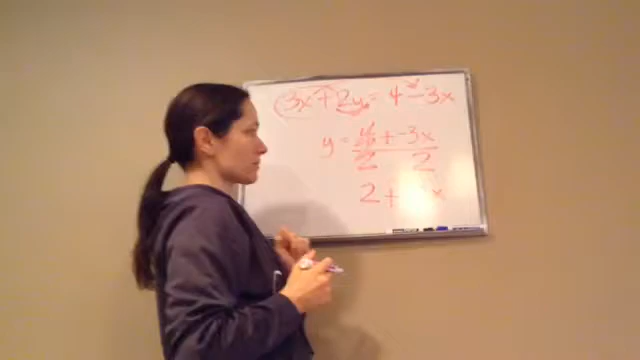 3x + 2y = 4 - 3x
y = 4 + -3x
2 2
2 + x